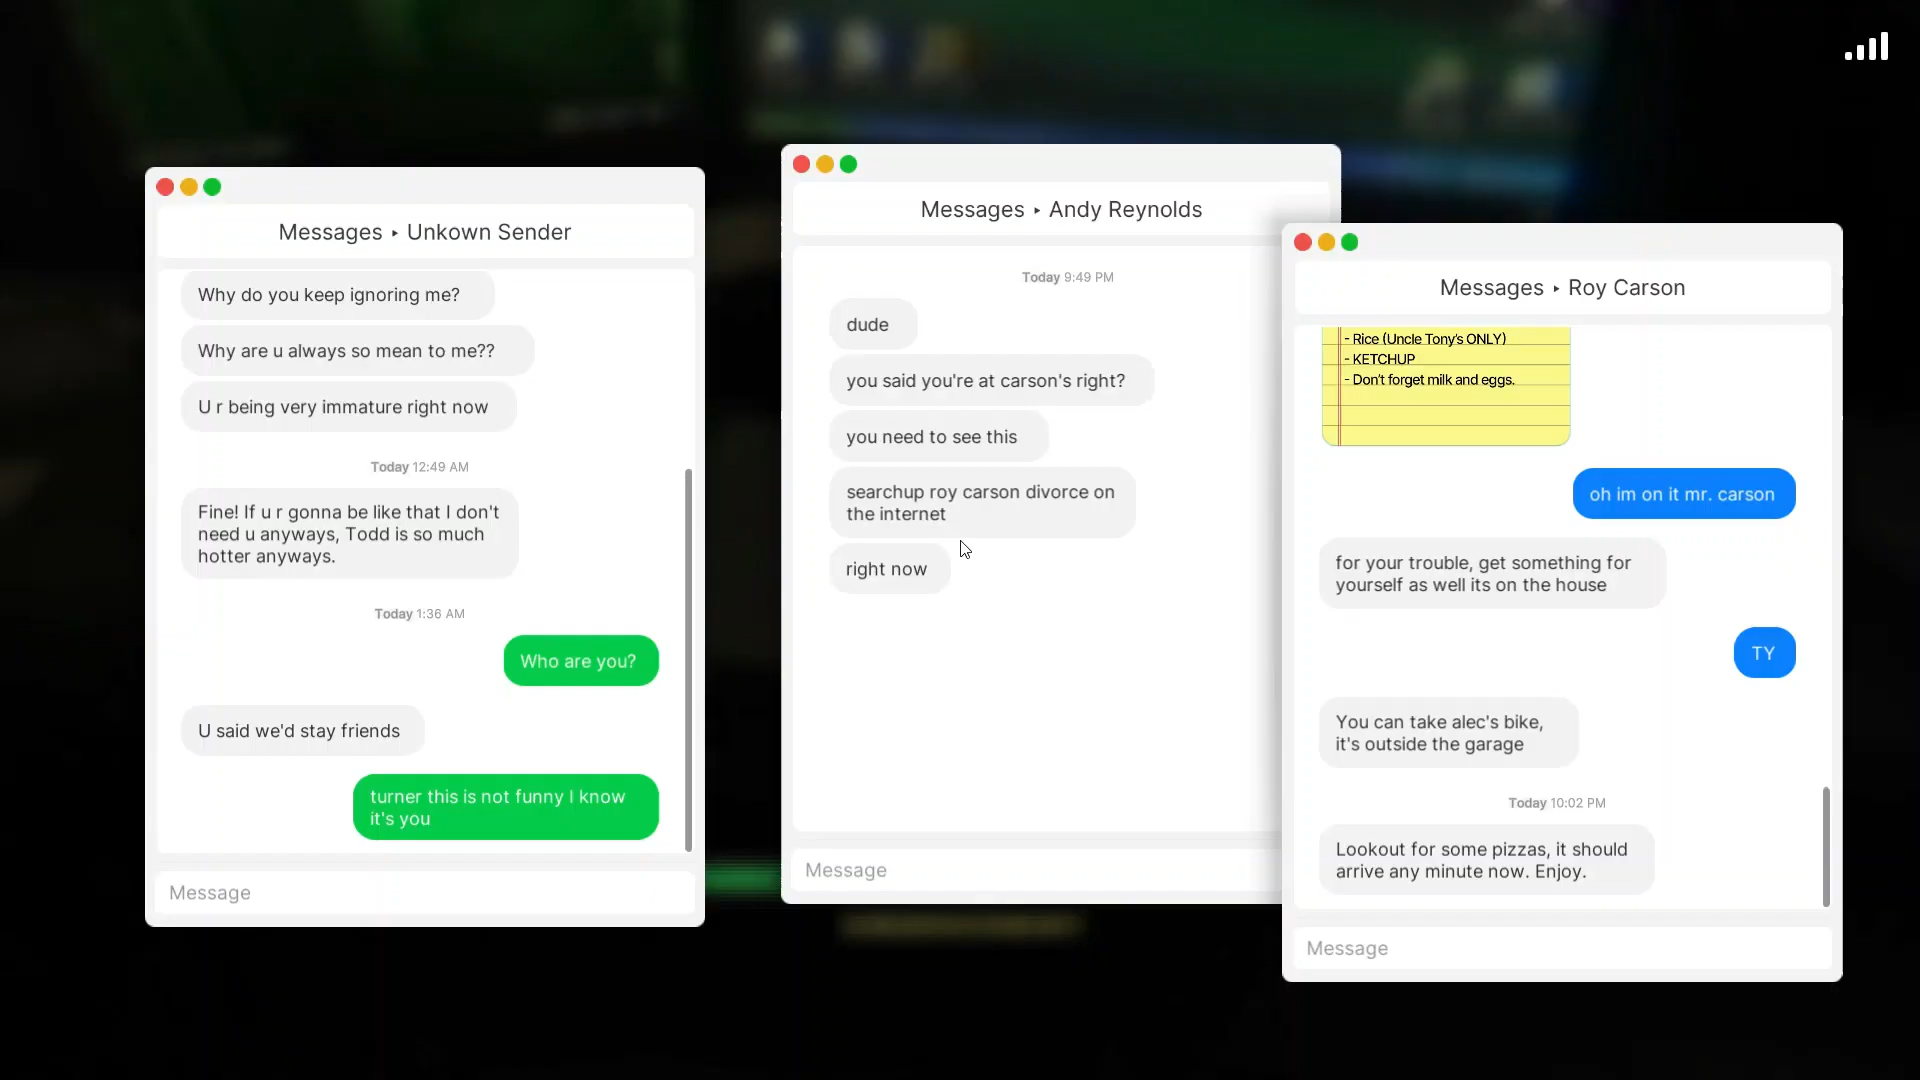 Messages ▸ Unkown Sender
Why do you keep ignoring me?
Why are u always so mean to me??
U r being very immature right now
Today 12:49 AM
Fine! If u r gonna be like that I don't
need u anyways, Todd is so much
hotter anyways.
Today 1:36 AM
Who are you?
U said we'd stay friends
turner this is not funny I know
it's you
Message
Messages ▸ Andy Reynolds
Today 9:49 PM
dude
you said you're at carson's right?
you need to see this
searchup roy carson divorce on
the internet
right now
Message
Messages ▸ Roy Carson
- Rice (Uncle Tony's ONLY)
- KETCHUP
- Don't forget milk and eggs.
oh im on it mr. carson
for your trouble, get something for
yourself as well its on the house
TY
You can take alec's bike,
it's outside the garage
Today 10:02 PM
Lookout for some pizzas, it should
arrive any minute now. Enjoy.
Message